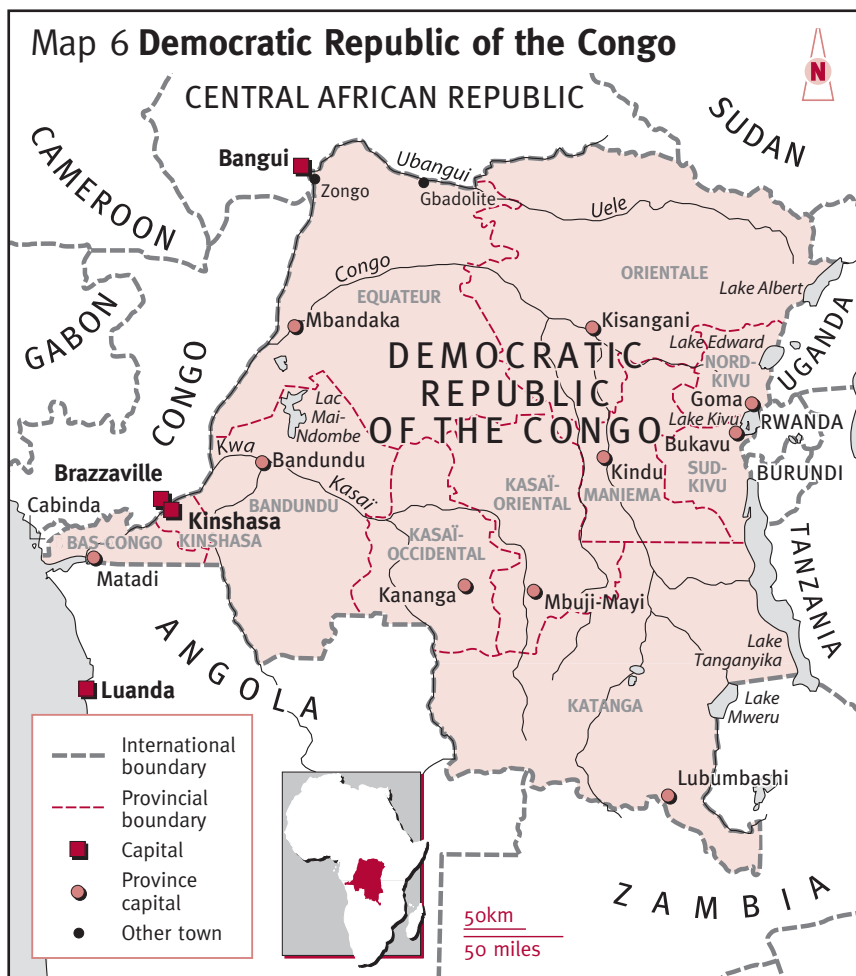 Map 6 Democratic Republic of the Congo
N
CENTRAL AFRICAN REPUBLIC
SUDAN
CAMEROON
Bangui
Ubangui
Zongo
Gbadolite
Uele
Congo
ORIENTALE
EQUATEUR
Lake Albert
GABON
Mbandaka
Kisangani
UGANDA
CONGO
DEMOCRATIC
REPUBLIC
OF THE CONGO
Lake Edward
NORD-
KIVU
Goma
Lake Kivu
RWANDA
Lac
Mai-
Ndombe
Bukavu
Kwa
Bandundu
Kindu
SUD-
KIVU
BURUNDI
Brazzaville
Kasaï
KASAÏ-
ORIENTAL
MANIEMA
Cabinda
BANDUNDU
Kinshasa
BAS-CONGO
KINSHASA
KASAÏ-
OCCIDENTAL
TANZANIA
Matadi
Kananga
Mbuji-Mayi
ANGOLA
Lake
Tanganyika
Luanda
KATANGA
Lake
Mweru
Lubumbashi
ZAMBIA
International
boundary
Provincial
boundary
Capital
Province
capital
Other town
50km
50 miles